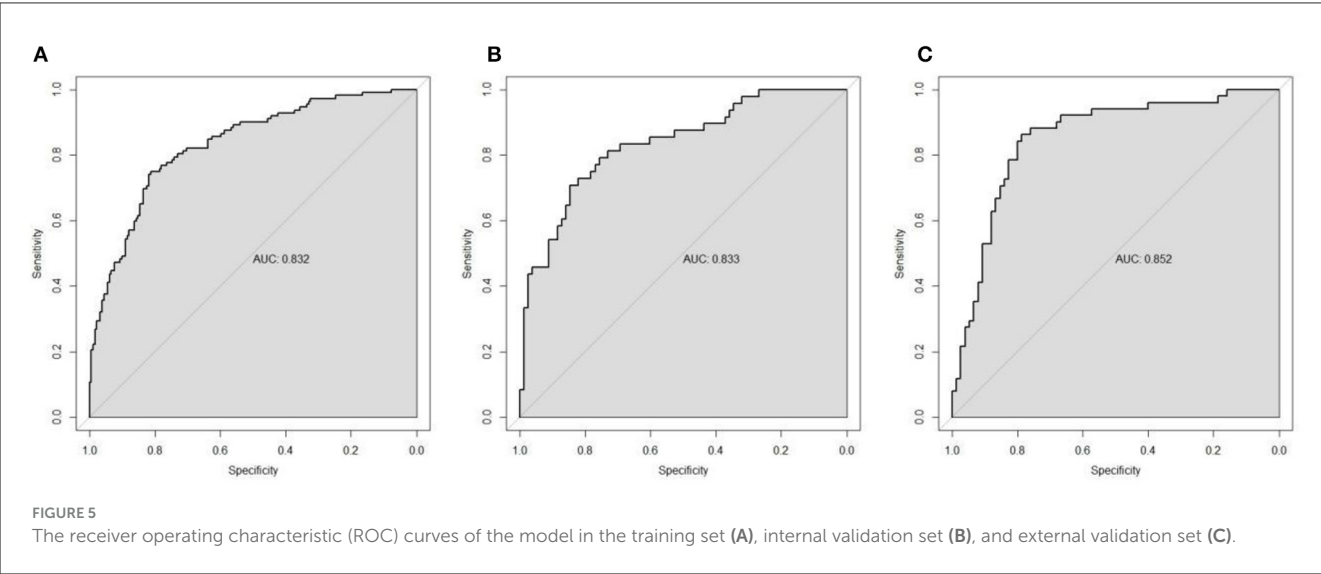 A
B
C
1.0
0.8
0.6
0.4
0.2
0.0
Sensitivity
AUC: 0.832
1.0
0.8
0.6
0.4
0.2
0.0
Specificity
1.0
0.8
0.6
0.4
0.2
0.0
Sensitivity
AUC: 0.833
1.0
0.8
0.6
0.4
0.2
0.0
Specificity
1.0
0.8
0.6
0.4
0.2
0.0
Sensitivity
AUC: 0.852
1.0
0.8
0.6
0.4
0.2
0.0
Specificity
FIGURE 5
The receiver operating characteristic (ROC) curves of the model in the training set (A), internal validation set (B), and external validation set (C).